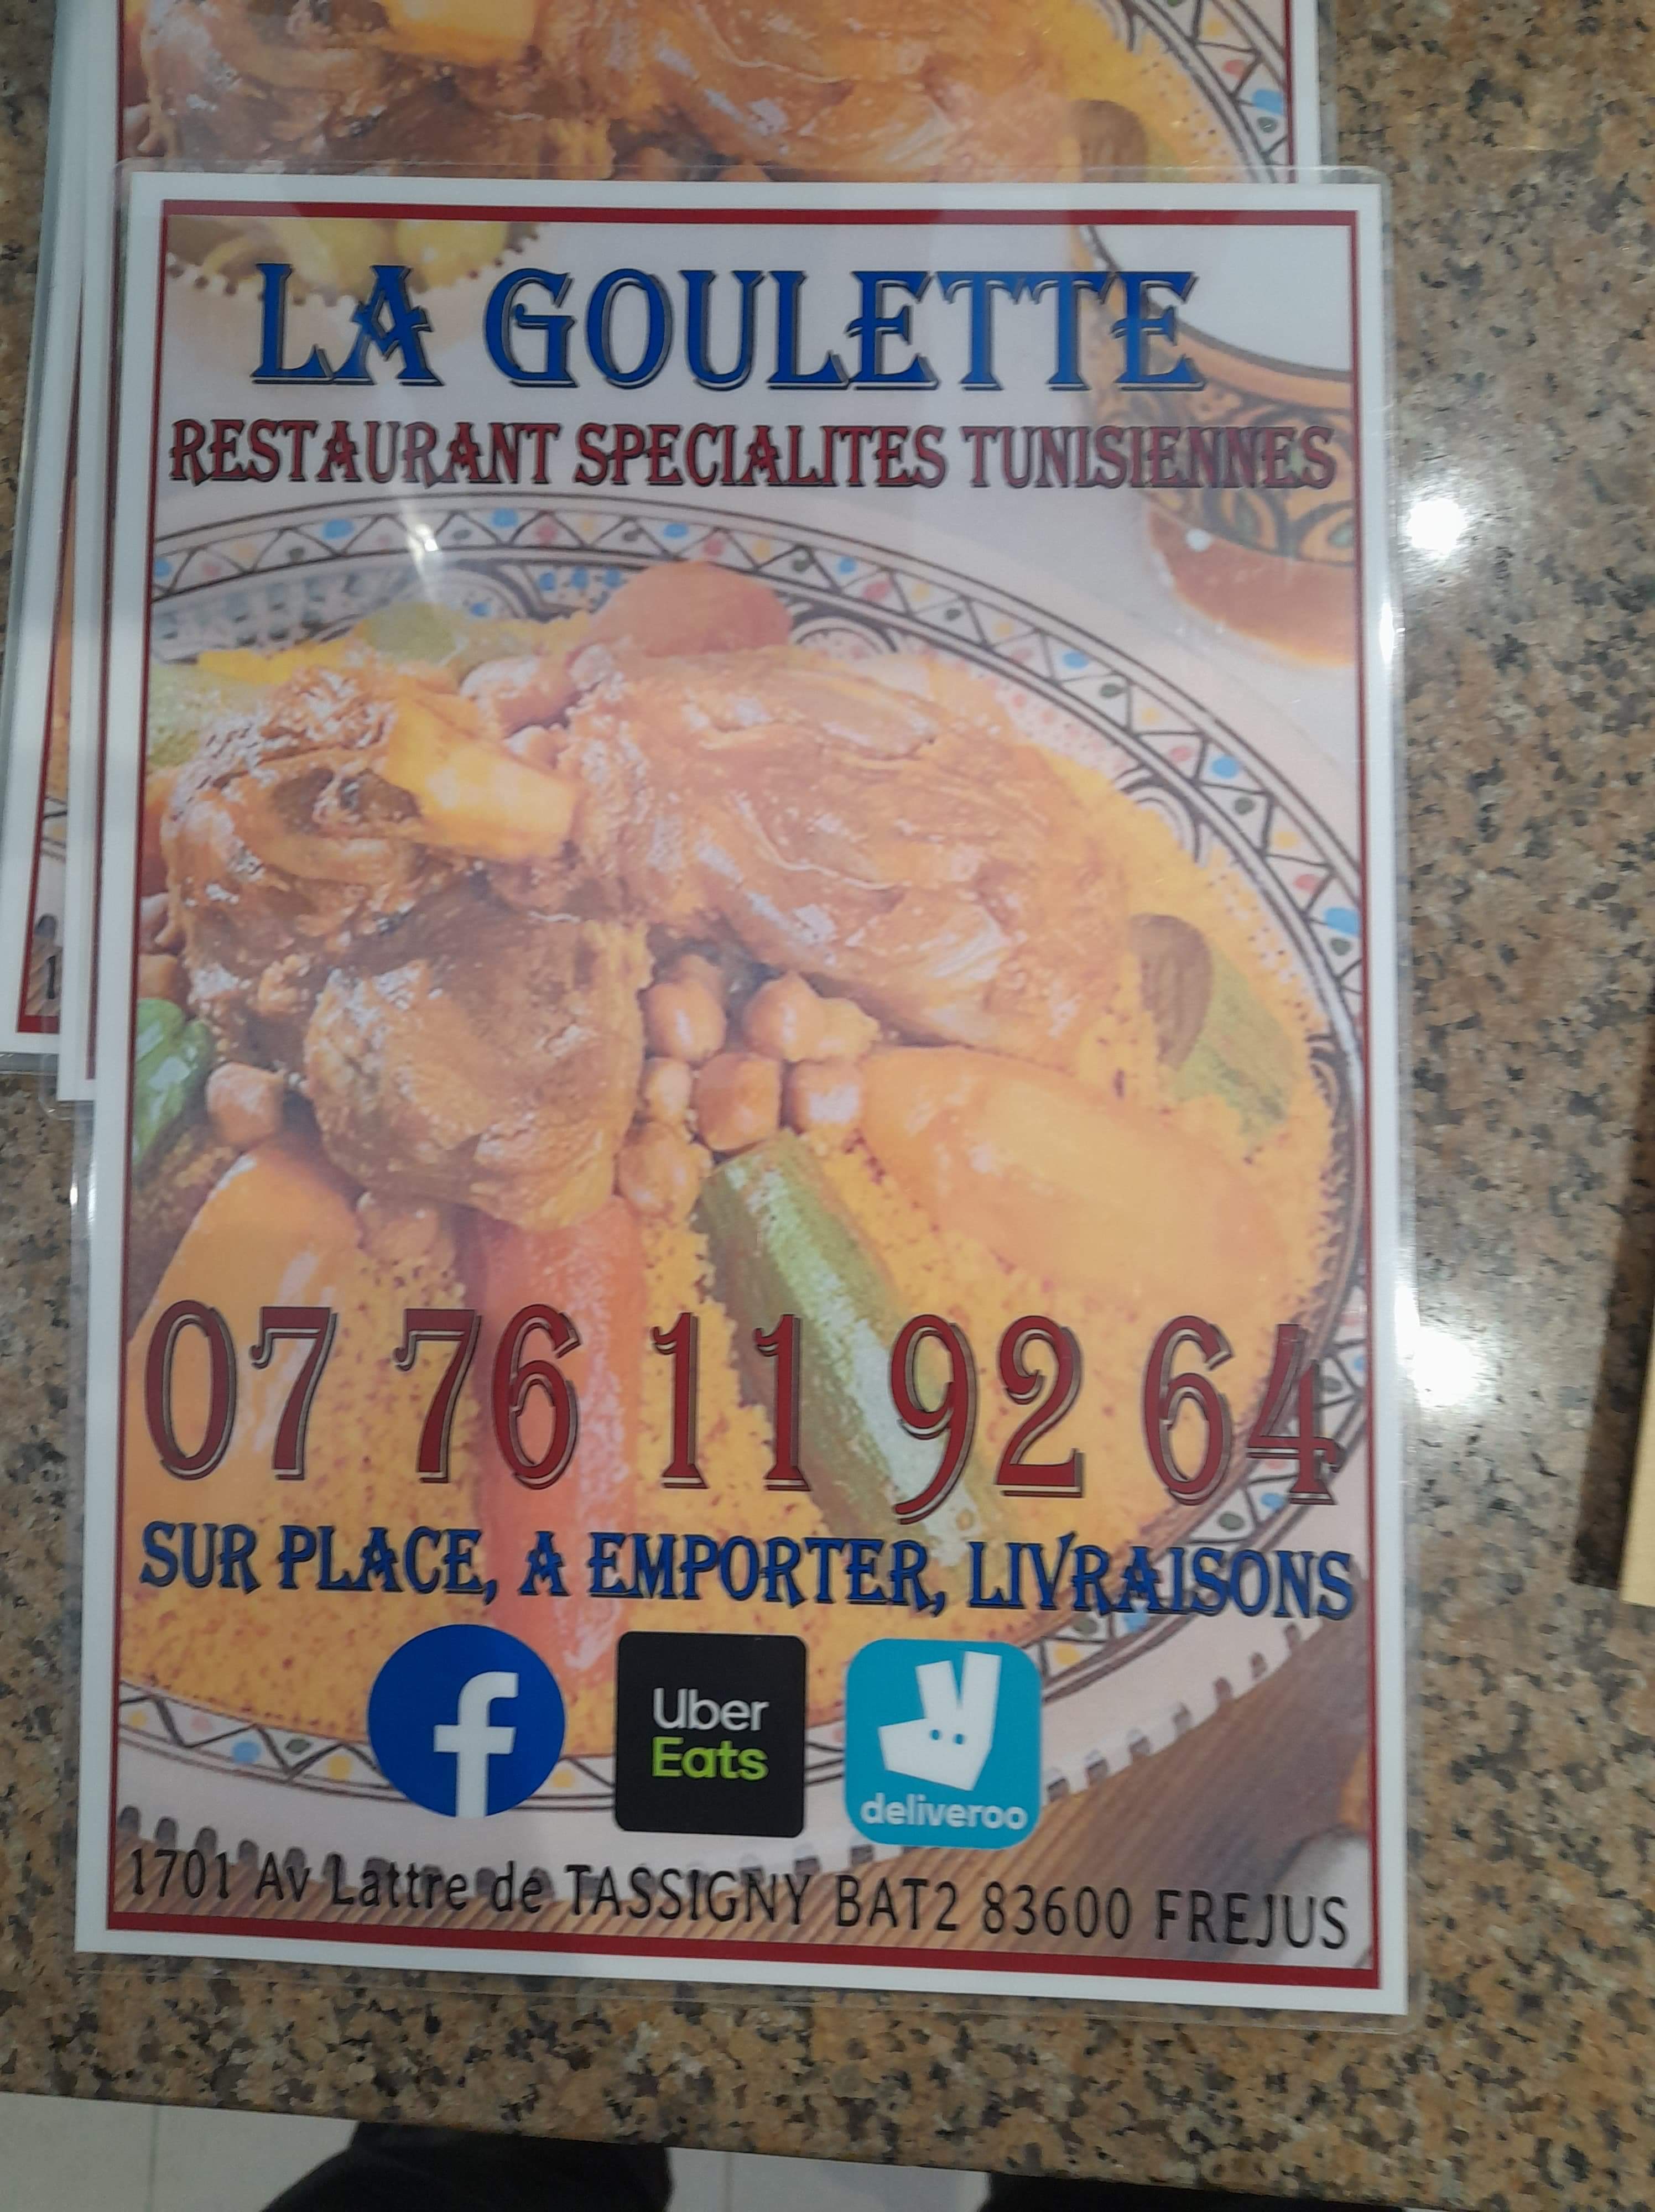 LA GOULETTE
RESTAURANT SPECIALITES TUNISIENNES
07 76 11 92 64
SUR PLACE, A EMPORTER, LIVRAISONS
f
Uber
Eats
deliveroo
1701 Av Lattre de TASSIGNY BAT2 83600 FREJUS
1